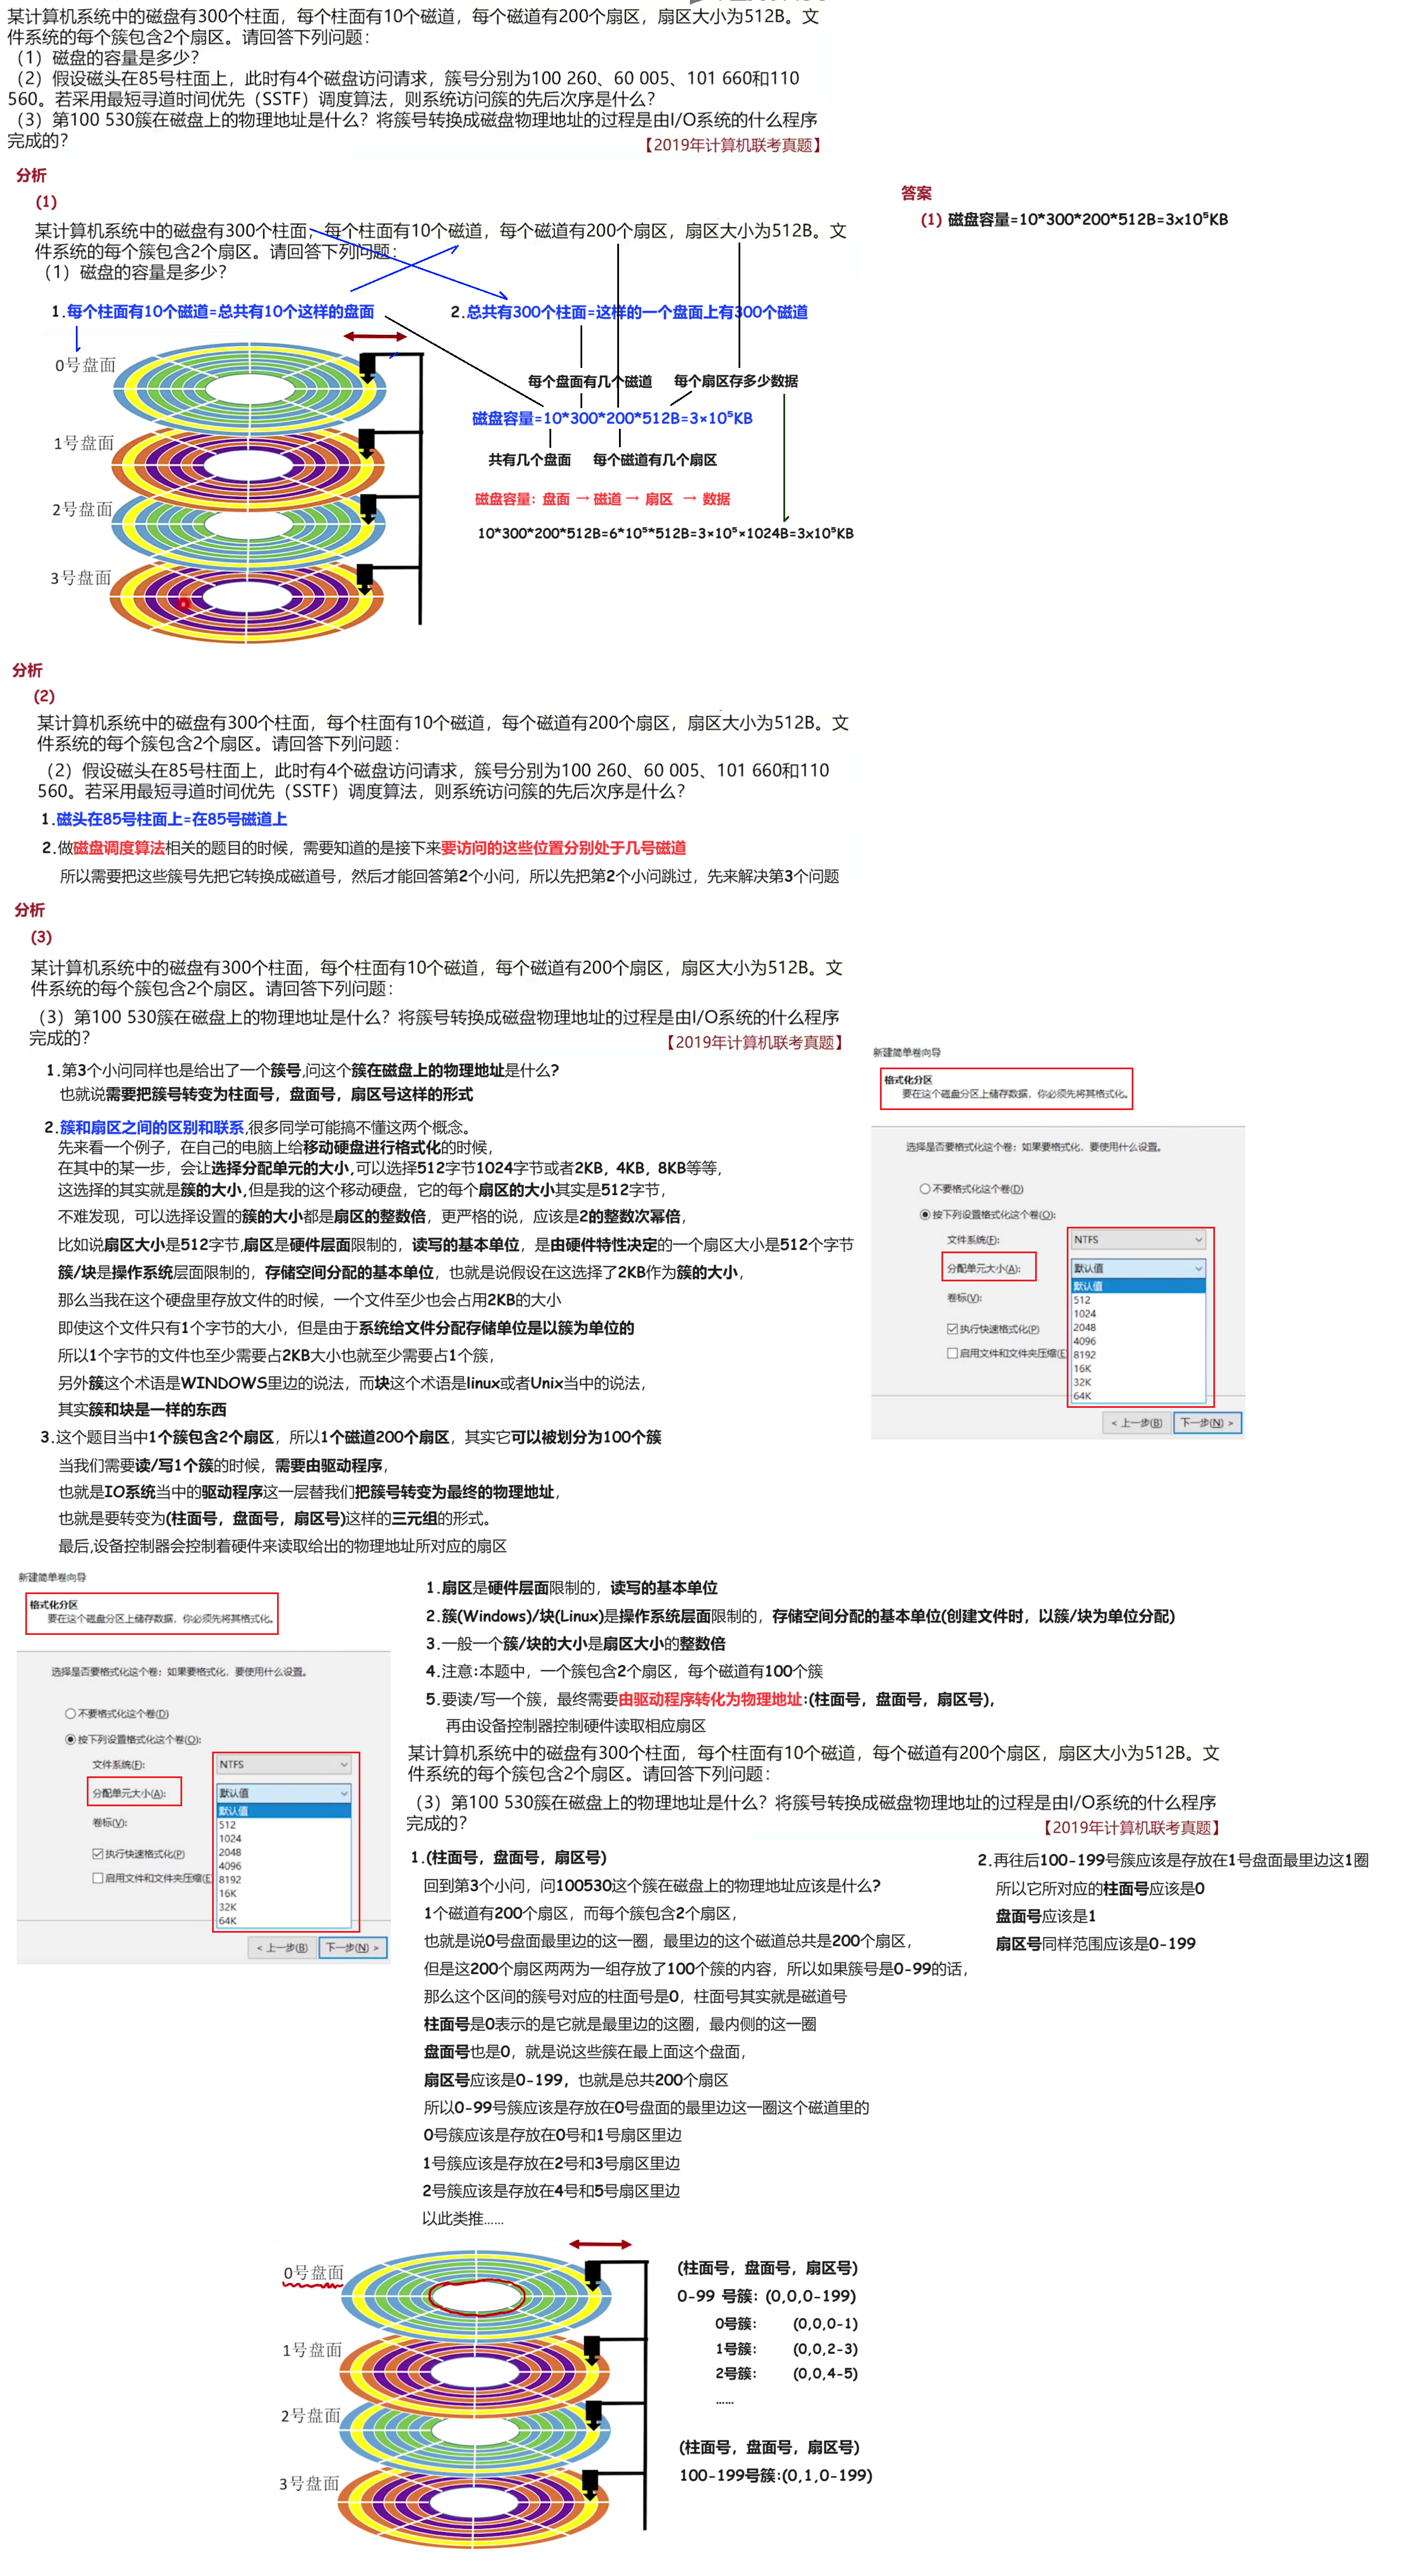 某计算机系统中的磁盘有300个柱面，每个柱面有10个磁道，每个磁道有200个扇区，扇区大小为512B。文
件系统的每个簇包含2个扇区。请回答下列问题：
（1）磁盘的容量是多少？
（2）假设磁头在85号柱面上，此时有4个磁盘访问请求，簇号分别为100 260、60 005、101 660和110
560。若采用最短寻道时间优先（SSTF）调度算法，则系统访问簇的先后次序是什么？
（3）第100 530簇在磁盘上的物理地址是什么？将簇号转换成磁盘物理地址的过程是由I/O系统的什么程序
完成的？
【2019年计算机联考真题】
分析
(1)
某计算机系统中的磁盘有300个柱面，每个柱面有10个磁道，每个磁道有200个扇区，扇区大小为512B。文
件系统的每个簇包含2个扇区。请回答下列问题：
（1）磁盘的容量是多少？
答案
(1) 磁盘容量=10*300*200*512B=3x10⁵KB
1.每个柱面有10个磁道=总共有10个这样的盘面
2.总共有300个柱面=这样的一个盘面上有300个磁道
0号盘面
1号盘面
2号盘面
3号盘面
每个盘面有几个磁道
每个扇区存多少数据
磁盘容量=10*300*200*512B=3×10⁵KB
共有几个盘面
每个磁道有几个扇区
磁盘容量：盘面 → 磁道 → 扇区 → 数据
10*300*200*512B=6*10⁵*512B=3×10⁵×1024B=3x10⁵KB
分析
(2)
某计算机系统中的磁盘有300个柱面，每个柱面有10个磁道，每个磁道有200个扇区，扇区大小为512B。文
件系统的每个簇包含2个扇区。请回答下列问题：
（2）假设磁头在85号柱面上，此时有4个磁盘访问请求，簇号分别为100 260、60 005、101 660和110
560。若采用最短寻道时间优先（SSTF）调度算法，则系统访问簇的先后次序是什么？
1.磁头在85号柱面上=在85号磁道上
2.做磁盘调度算法相关的题目的时候，需要知道的是接下来要访问的这些位置分别处于几号磁道
所以需要把这些簇号先把它转换成磁道号，然后才能回答第2个小问，所以先把第2个小问跳过，先来解决第3个问题
分析
(3)
某计算机系统中的磁盘有300个柱面，每个柱面有10个磁道，每个磁道有200个扇区，扇区大小为512B。文
件系统的每个簇包含2个扇区。请回答下列问题：
（3）第100 530簇在磁盘上的物理地址是什么？将簇号转换成磁盘物理地址的过程是由I/O系统的什么程序
完成的？
【2019年计算机联考真题】
1.第3个小问同样也是给出了一个簇号,问这个簇在磁盘上的物理地址是什么?
也就说需要把簇号转变为柱面号，盘面号，扇区号这样的形式
2.簇和扇区之间的区别和联系,很多同学可能搞不懂这两个概念。
先来看一个例子，在自己的电脑上给移动硬盘进行格式化的时候，
在其中的某一步，会让选择分配单元的大小,可以选择512字节1024字节或者2KB，4KB，8KB等等，
这选择的其实就是簇的大小,但是我的这个移动硬盘，它的每个扇区的大小其实是512字节，
不难发现，可以选择设置的簇的大小都是扇区的整数倍，更严格的说，应该是2的整数次幂倍，
比如说扇区大小是512字节,扇区是硬件层面限制的，读写的基本单位，是由硬件特性决定的一个扇区大小是512个字节
簇/块是操作系统层面限制的，存储空间分配的基本单位，也就是说假设在这选择了2KB作为簇的大小，
那么当我在这个硬盘里存放文件的时候，一个文件至少也会占用2KB的大小
即使这个文件只有1个字节的大小，但是由于系统给文件分配存储单位是以簇为单位的
所以1个字节的文件也至少需要占2KB大小也就至少需要占1个簇，
另外簇这个术语是WINDOWS里边的说法，而块这个术语是linux或者Unix当中的说法，
其实簇和块是一样的东西
3.这个题目当中1个簇包含2个扇区，所以1个磁道200个扇区，其实它可以被划分为100个簇
当我们需要读/写1个簇的时候，需要由驱动程序，
也就是IO系统当中的驱动程序这一层替我们把簇号转变为最终的物理地址，
也就是要转变为(柱面号，盘面号，扇区号)这样的三元组的形式。
最后,设备控制器会控制着硬件来读取给出的物理地址所对应的扇区
新建简单卷向导
格式化分区
要在这个磁盘分区上储存数据，你必须先将其格式化。
选择是否要格式化这个卷；如果要格式化，要使用什么设置。
不要格式化这个卷(D)
按下列设置格式化这个卷(O):
文件系统(F):
NTFS
分配单元大小(A):
默认值
默认值
卷标(V):
512
1024
2048
4096
8192
16K
32K
64K
执行快速格式化(P)
启用文件和文件夹压缩(E
< 上一步(B)
下一步(N) >
新建简单卷向导
格式化分区
要在这个磁盘分区上储存数据，你必须先将其格式化。
选择是否要格式化这个卷；如果要格式化，要使用什么设置。
不要格式化这个卷(D)
按下列设置格式化这个卷(O):
文件系统(F):
NTFS
分配单元大小(A):
默认值
默认值
卷标(V):
512
1024
2048
4096
8192
16K
32K
64K
执行快速格式化(P)
启用文件和文件夹压缩(E
< 上一步(B)
下一步(N) >
1.扇区是硬件层面限制的，读写的基本单位
2.簇(Windows)/块(Linux)是操作系统层面限制的，存储空间分配的基本单位(创建文件时，以簇/块为单位分配)
3.一般一个簇/块的大小是扇区大小的整数倍
4.注意:本题中，一个簇包含2个扇区，每个磁道有100个簇
5.要读/写一个簇，最终需要由驱动程序转化为物理地址:(柱面号，盘面号，扇区号)，
再由设备控制器控制硬件读取相应扇区
某计算机系统中的磁盘有300个柱面，每个柱面有10个磁道，每个磁道有200个扇区，扇区大小为512B。文
件系统的每个簇包含2个扇区。请回答下列问题：
（3）第100 530簇在磁盘上的物理地址是什么？将簇号转换成磁盘物理地址的过程是由I/O系统的什么程序
完成的？
【2019年计算机联考真题】
1.(柱面号，盘面号，扇区号)
回到第3个小问，问100530这个簇在磁盘上的物理地址应该是什么?
1个磁道有200个扇区，而每个簇包含2个扇区，
也就是说0号盘面最里边的这一圈，最里边的这个磁道总共是200个扇区，
但是这200个扇区两两为一组存放了100个簇的内容，所以如果簇号是0-99的话，
那么这个区间的簇号对应的柱面号是0，柱面号其实就是磁道号
柱面号是0表示的是它就是最里边的这圈，最内侧的这一圈
盘面号也是0，就是说这些簇在最上面这个盘面，
扇区号应该是0-199，也就是总共200个扇区
所以0-99号簇应该是存放在0号盘面的最里边这一圈这个磁道里的
0号簇应该是存放在0号和1号扇区里边
1号簇应该是存放在2号和3号扇区里边
2号簇应该是存放在4号和5号扇区里边
以此类推......
2.再往后100-199号簇应该是存放在1号盘面最里边这1圈
所以它所对应的柱面号应该是0
盘面号应该是1
扇区号同样范围应该是0-199
0号盘面
1号盘面
2号盘面
3号盘面
(柱面号，盘面号，扇区号)
0-99 号簇: (0,0,0-199)
0号簇: (0,0,0-1)
1号簇: (0,0,2-3)
2号簇: (0,0,4-5)
......
(柱面号，盘面号，扇区号)
100-199号簇:(0,1,0-199)